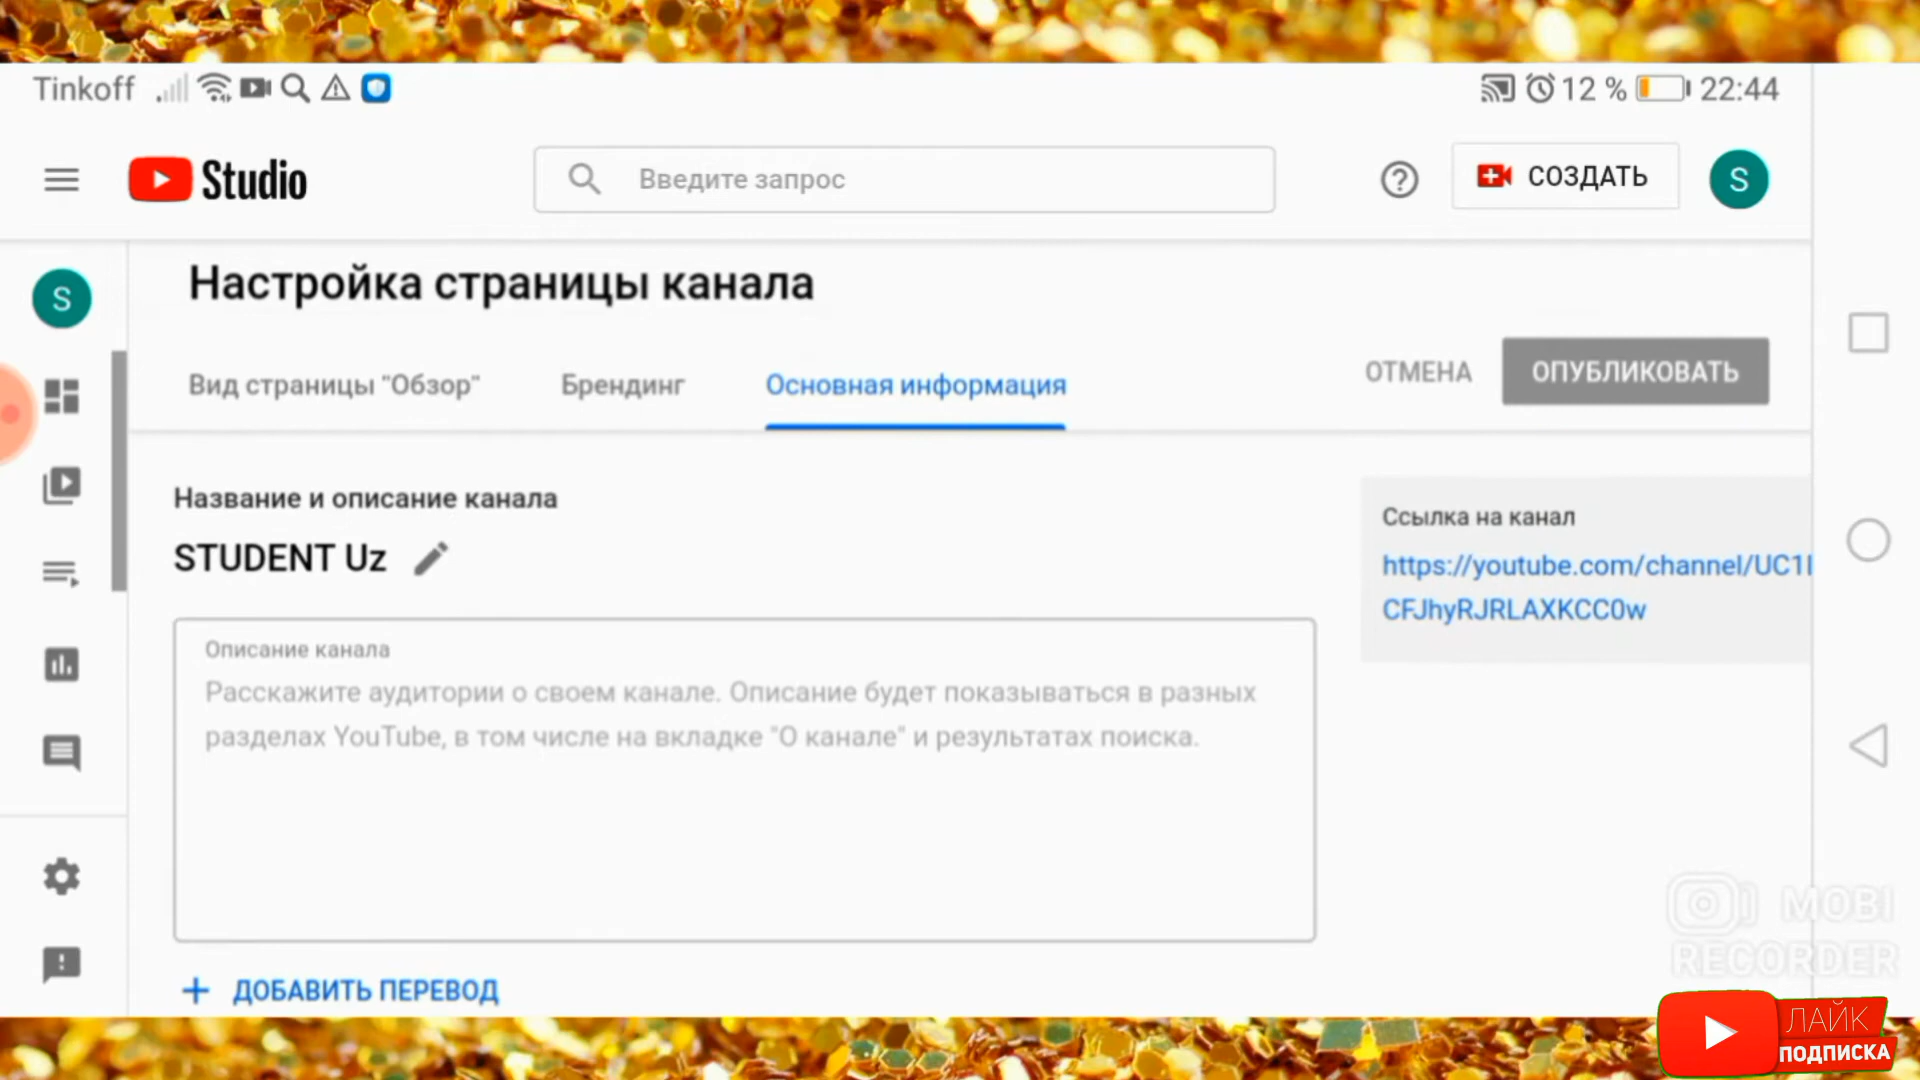 Tinkoff
12 %
22:44
Studio
Введите запрос
СОЗДАТЬ
S
S
Настройка страницы канала
Вид страницы "Обзор"
Брендинг
Основная информация
ОТМЕНА
ОПУБЛИКОВАТЬ
Название и описание канала
STUDENT Uz
Описание канала
Расскажите аудитории о своем канале. Описание будет показываться в разных
разделах YouTube, в том числе на вкладке "О канале" и результатах поиска.
ДОБАВИТЬ ПЕРЕВОД
Ссылка на канал
https://youtube.com/channel/UC1
CFJhyRJRLAXKCC0w
MOBI
RECORDER
ЛАЙК
ПОДПИСКА